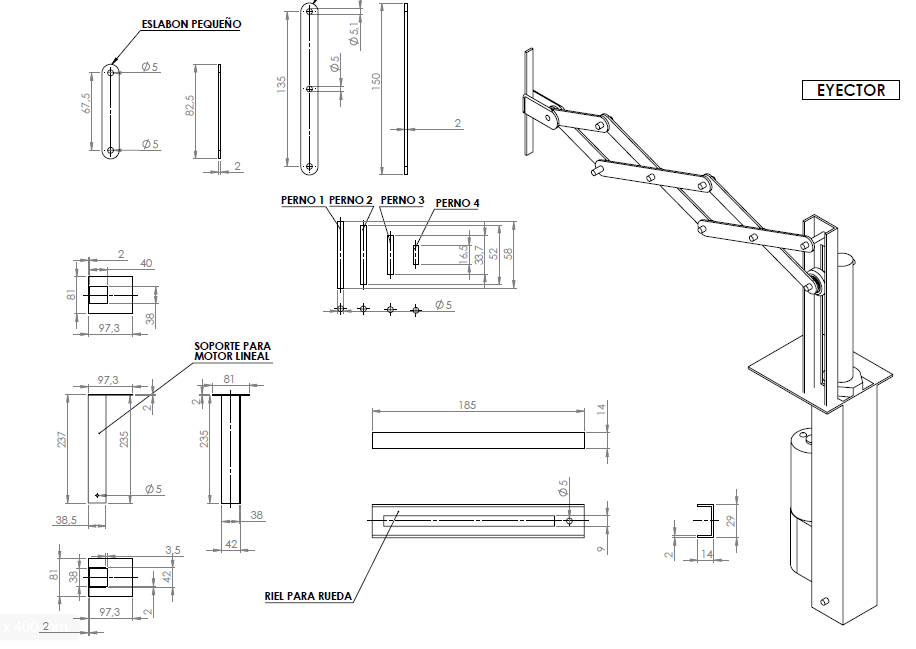 ESLABON PEQUEÑO
Ø5
67,5
Ø5
82,5
2
Ø5,1
Ø5
135
150
2
EYECTOR
PERNO 1 PERNO 2 PERNO 3 PERNO 4
16,5
33,7
52
58
Ø5
2
40
81
38
97,3
SOPORTE PARA
MOTOR LINEAL
97,3
2
237
235
Ø5
38,5
81
2
235
38
42
185
14
Ø5
9
RIEL PARA RUEDA
29
2
14
3,5
81
38
42
2
97,3
2
x 400